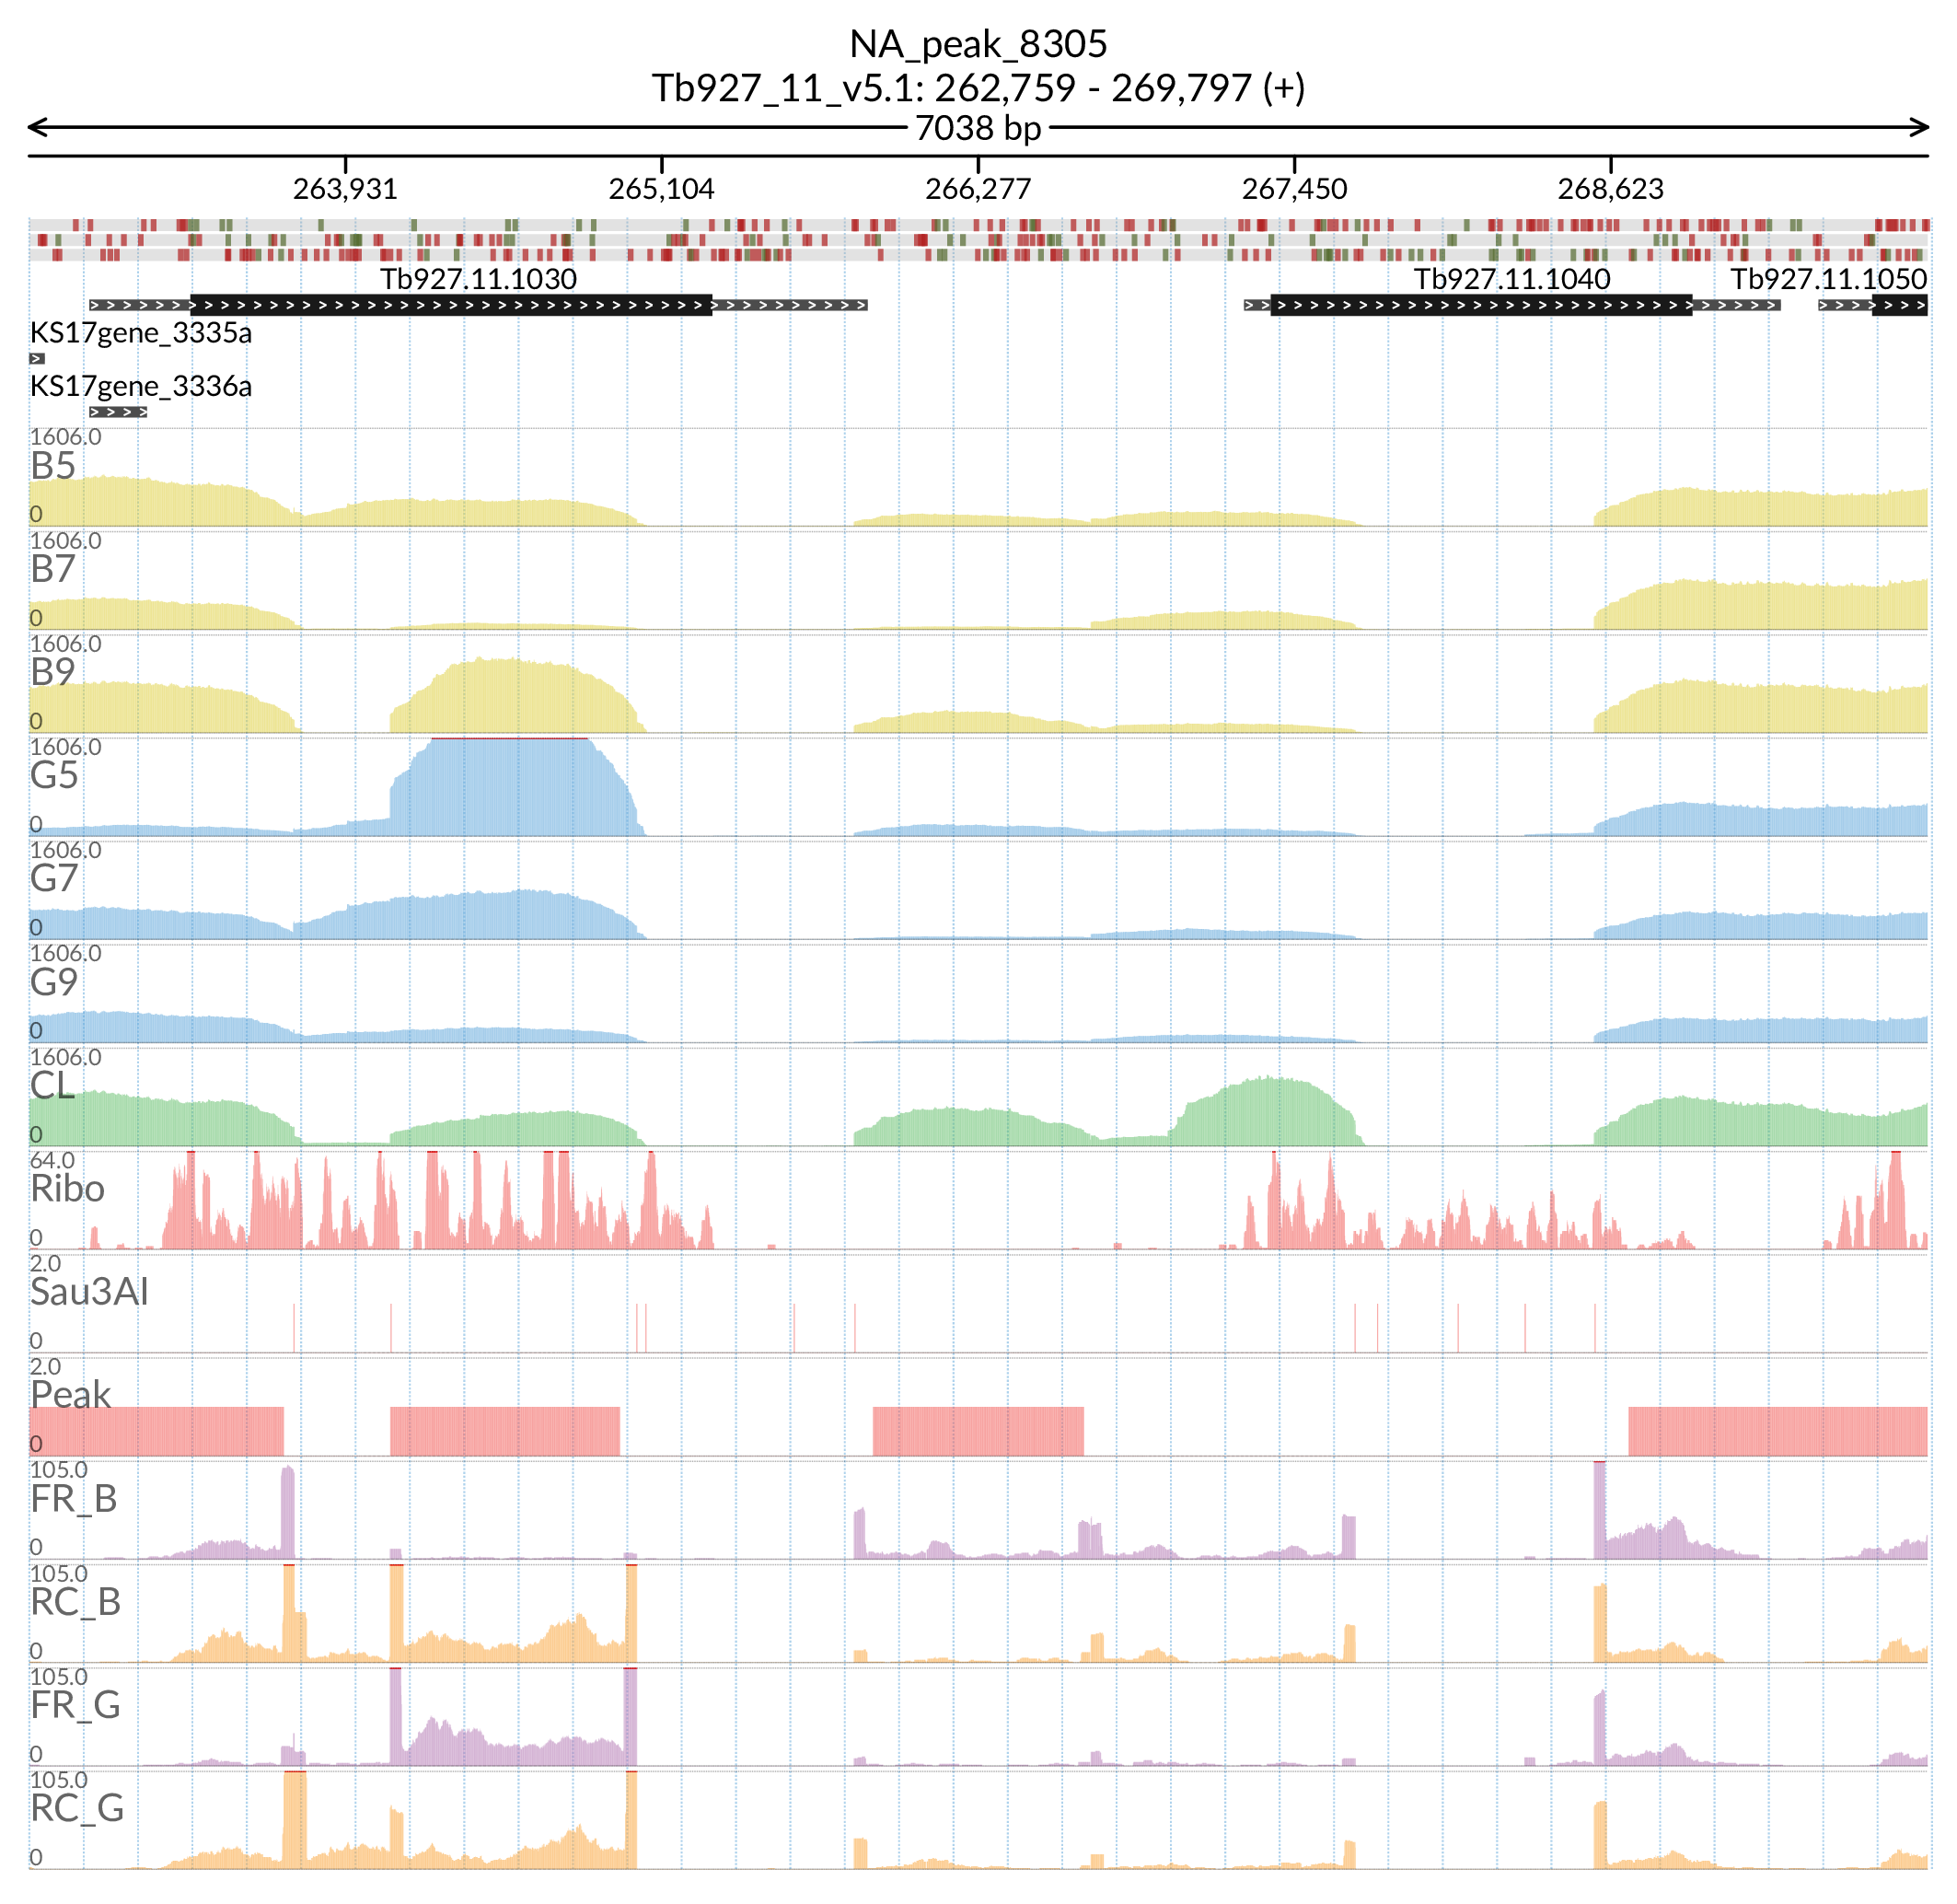 NA_peak_8305
Tb927_11_v5.1: 262,759 - 269,797 (+)
7038 bp
263,931 265,104 266,277 267,450 268,623
Tb927.11.1030 Tb927.11.1040 Tb927.11.1050
KS17gene_3335a
KS17gene_3336a
1606.0
B5
0
1606.0
B7
0
1606.0
B9
0
1606.0
G5
0
1606.0
G7
0
1606.0
G9
0
1606.0
CL
0
64.0
Ribo
0
2.0
Sau3AI
0
2.0
Peak
0
105.0
FR_B
0
105.0
RC_B
0
105.0
FR_G
0
105.0
RC_G
0